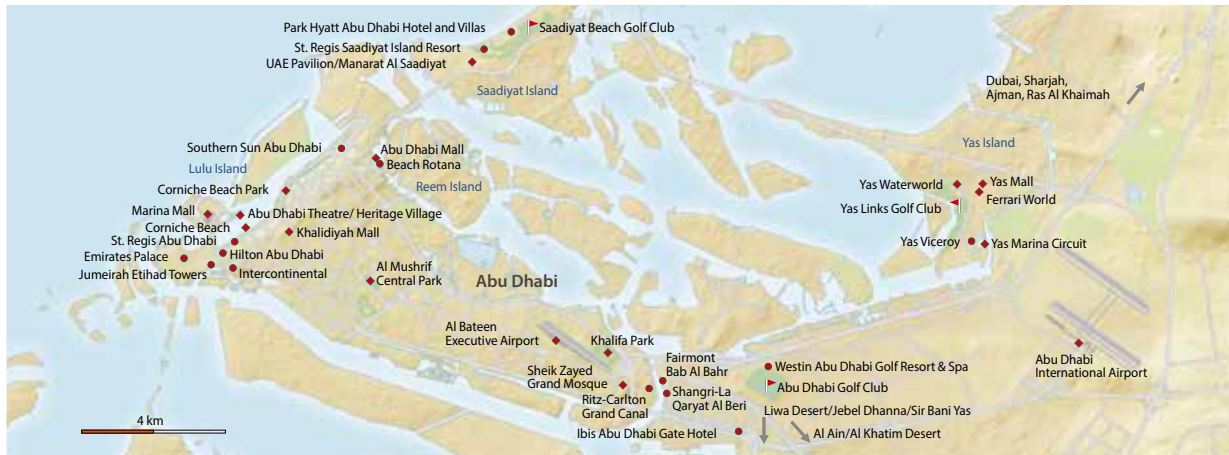 Park Hyatt Abu Dhabi Hotel and Villas
Saadiyat Beach Golf Club
St. Regis Saadiyat Island Resort
UAE Pavilion/Manarat Al Saadiyat
Saadiyat Island
Dubai, Sharjah,
Ajman, Ras Al Khaimah
Southern Sun Abu Dhabi
Abu Dhabi Mall
Beach Rotana
Yas Island
Lulu Island
Reem Island
Corniche Beach Park
Yas Waterworld
Yas Mall
Ferrari World
Marina Mall
Abu Dhabi Theatre/ Heritage Village
Yas Links Golf Club
Corniche Beach
Khalidiyah Mall
St. Regis Abu Dhabi
Yas Viceroy
Yas Marina Circuit
Emirates Palace
Hilton Abu Dhabi
Jumeirah Etihad Towers
Intercontinental
Al Mushrif
Central Park
Abu Dhabi
Al Bateen
Executive Airport
Khalifa Park
Abu Dhabi
International Airport
Fairmont
Bab Al Bahr
Westin Abu Dhabi Golf Resort & Spa
Sheik Zayed
Grand Mosque
Abu Dhabi Golf Club
Ritz-Carlton
Grand Canal
Shangri-La
Qaryat Al Beri
Liwa Desert/Jebel Dhanna/Sir Bani Yas
4 km
Ibis Abu Dhabi Gate Hotel
Al Ain/Al Khatim Desert